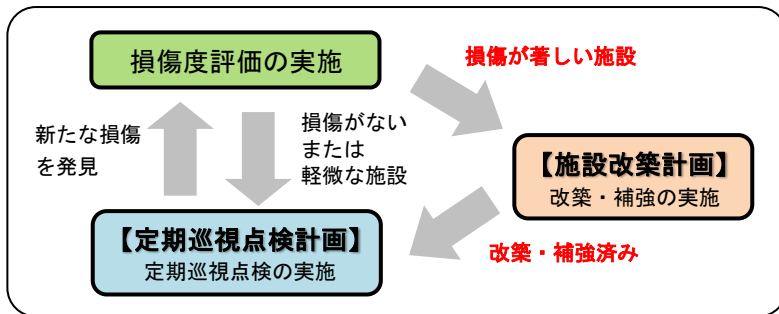 損傷度評価の実施
損傷が著しい施設
新たな損傷
を発見
損傷がない
または
軽微な施設
【施設改築計画】
改築・補強の実施
【定期巡視点検計画】
定期巡視点検の実施
改築・補強済み